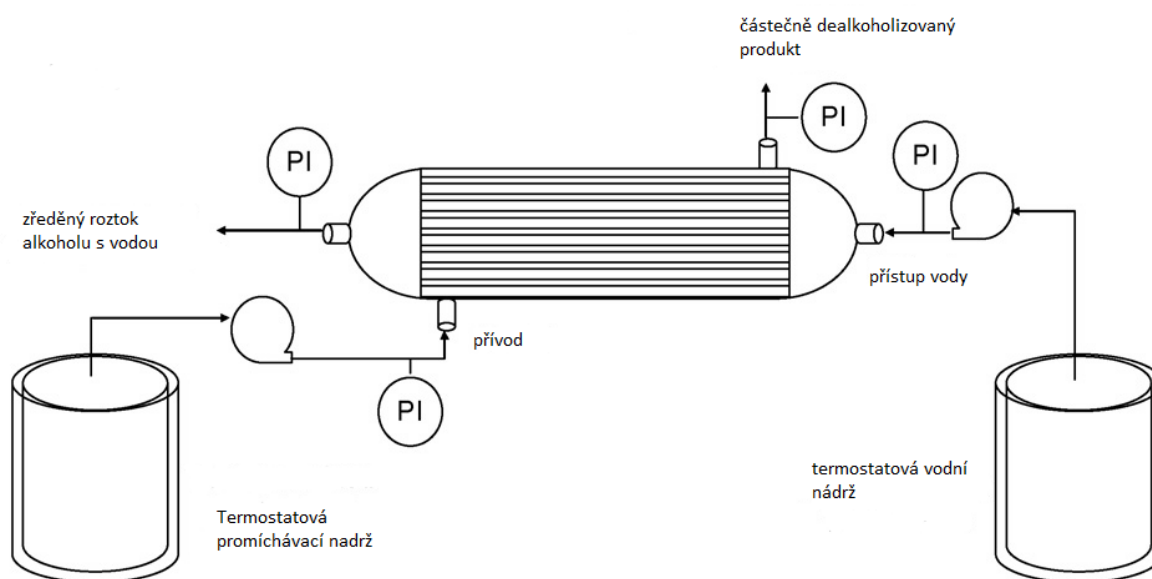 částečně dealkoholizovaný
produkt
PI
PI
PI
zředěný roztok
alkoholu s vodou
přístup vody
přívod
PI
termostatová vodní
nádrž
Termostatová
promíchávací nadrž